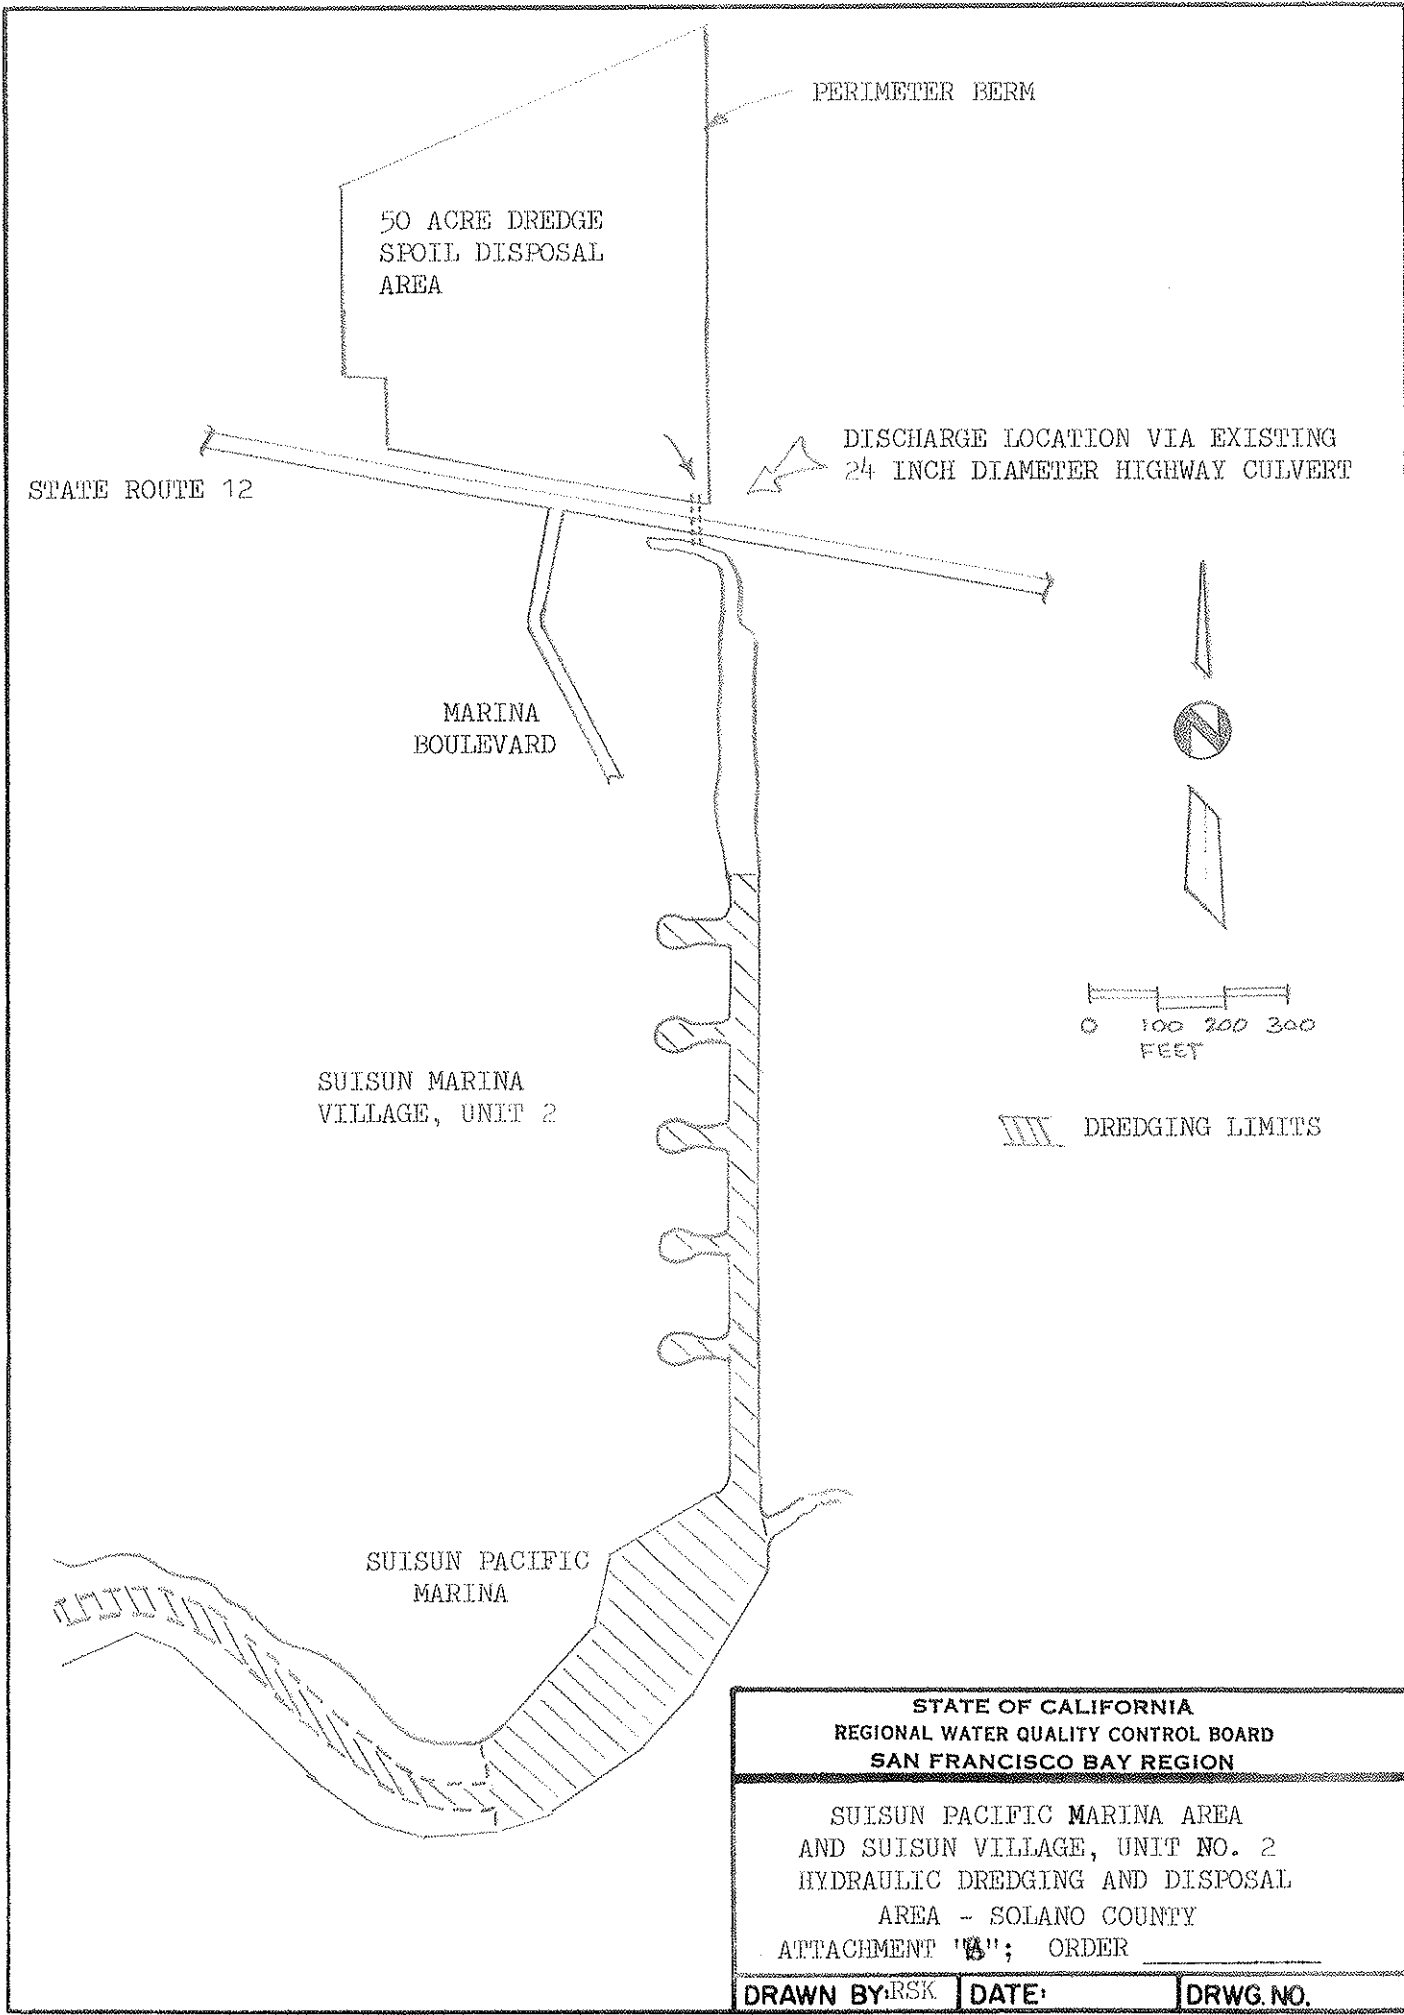 PERIMETER BERM
50 ACRE DREDGE
SPOIL DISPOSAL
AREA
DISCHARGE LOCATION VIA EXISTING
24 INCH DIAMETER HIGHWAY CULVERT
STATE ROUTE 12
MARINA
BOULEVARD
N
0 100 200 300
FEET
SUISUN MARINA
VILLAGE, UNIT 2
DREDGING LIMITS
SUISUN PACIFIC
MARINA
STATE OF CALIFORNIA
REGIONAL WATER QUALITY CONTROL BOARD
SAN FRANCISCO BAY REGION
SUISUN PACIFIC MARINA AREA
AND SUISUN VILLAGE, UNIT NO. 2
HYDRAULIC DREDGING AND DISPOSAL
AREA - SOLANO COUNTY
ATTACHMENT ; ORDER
DRAWN BY: RSK DATE: DRWG. NO.